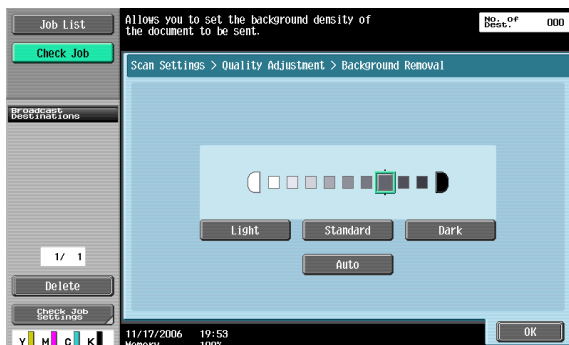 Job List
Check Job
Broadcast
Destinations
1/ 1
Delete
Check Job
Settings
Y M C K
Allows you to set the background density of
the document to be sent.
No. of
Dest. 000
Scan Settings > Quality Adjustment > Background Removal
Light Standard Dark
Auto
11/17/2006 19:53
Memory 100%
OK